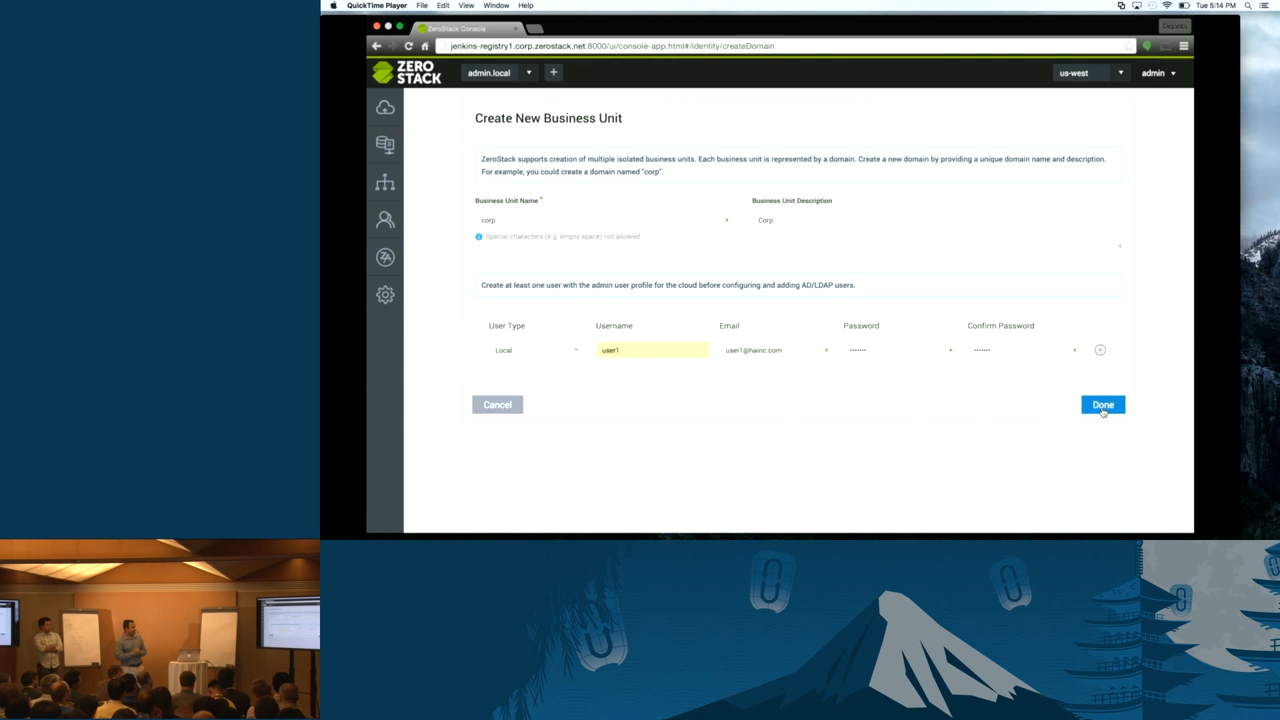 QuickTime Player File Edit View Window Help Tue 5:14 PM
ZeroStack Console
jenkins-registry1.corp.zerostack.net:8000/ui/console-app.html#/identity/createDomain
ZERO
STACK
admin.local
us-west
admin
Create New Business Unit
ZeroStack supports creation of multiple isolated business units. Each business unit is represented by a domain. Create a new domain by providing a unique domain name and description.
For example, you could create a domain named "corp".
Business Unit Name * Business Unit Description
corp Corp
Special characters (e.g. empty space) not allowed
Create at least one user with the admin user profile for the cloud before configuring and adding AD/LDAP users.
User Type Username Email Password Confirm Password
Local user1 user1@hainc.com ••••••• •••••••
Cancel Done